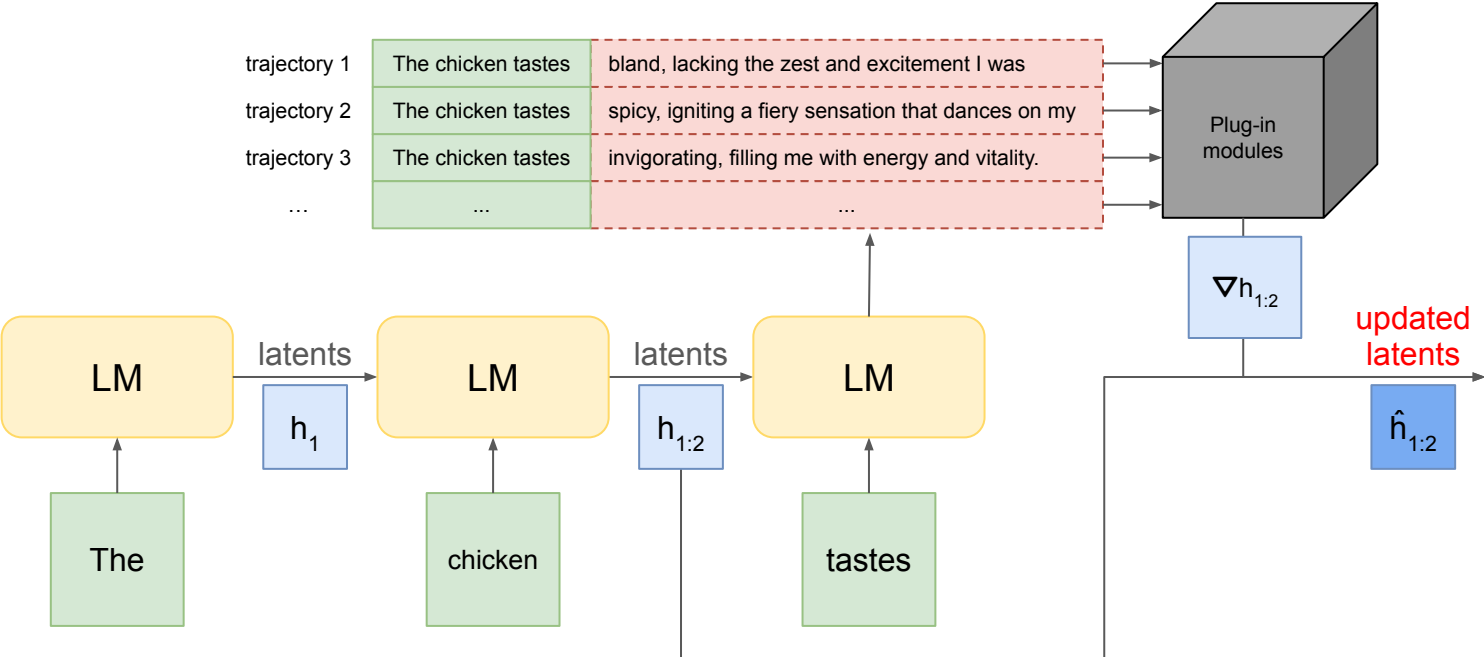 trajectory 1 The chicken tastes bland, lacking the zest and excitement I was
trajectory 2 The chicken tastes spicy, igniting a fiery sensation that dances on my
trajectory 3 The chicken tastes invigorating, filling me with energy and vitality.
... ... ...
Plug-in
modules
∇h1:2
LM
latents
h1
LM
latents
h1:2
LM
updated
latents
ĥ1:2
The
chicken
tastes